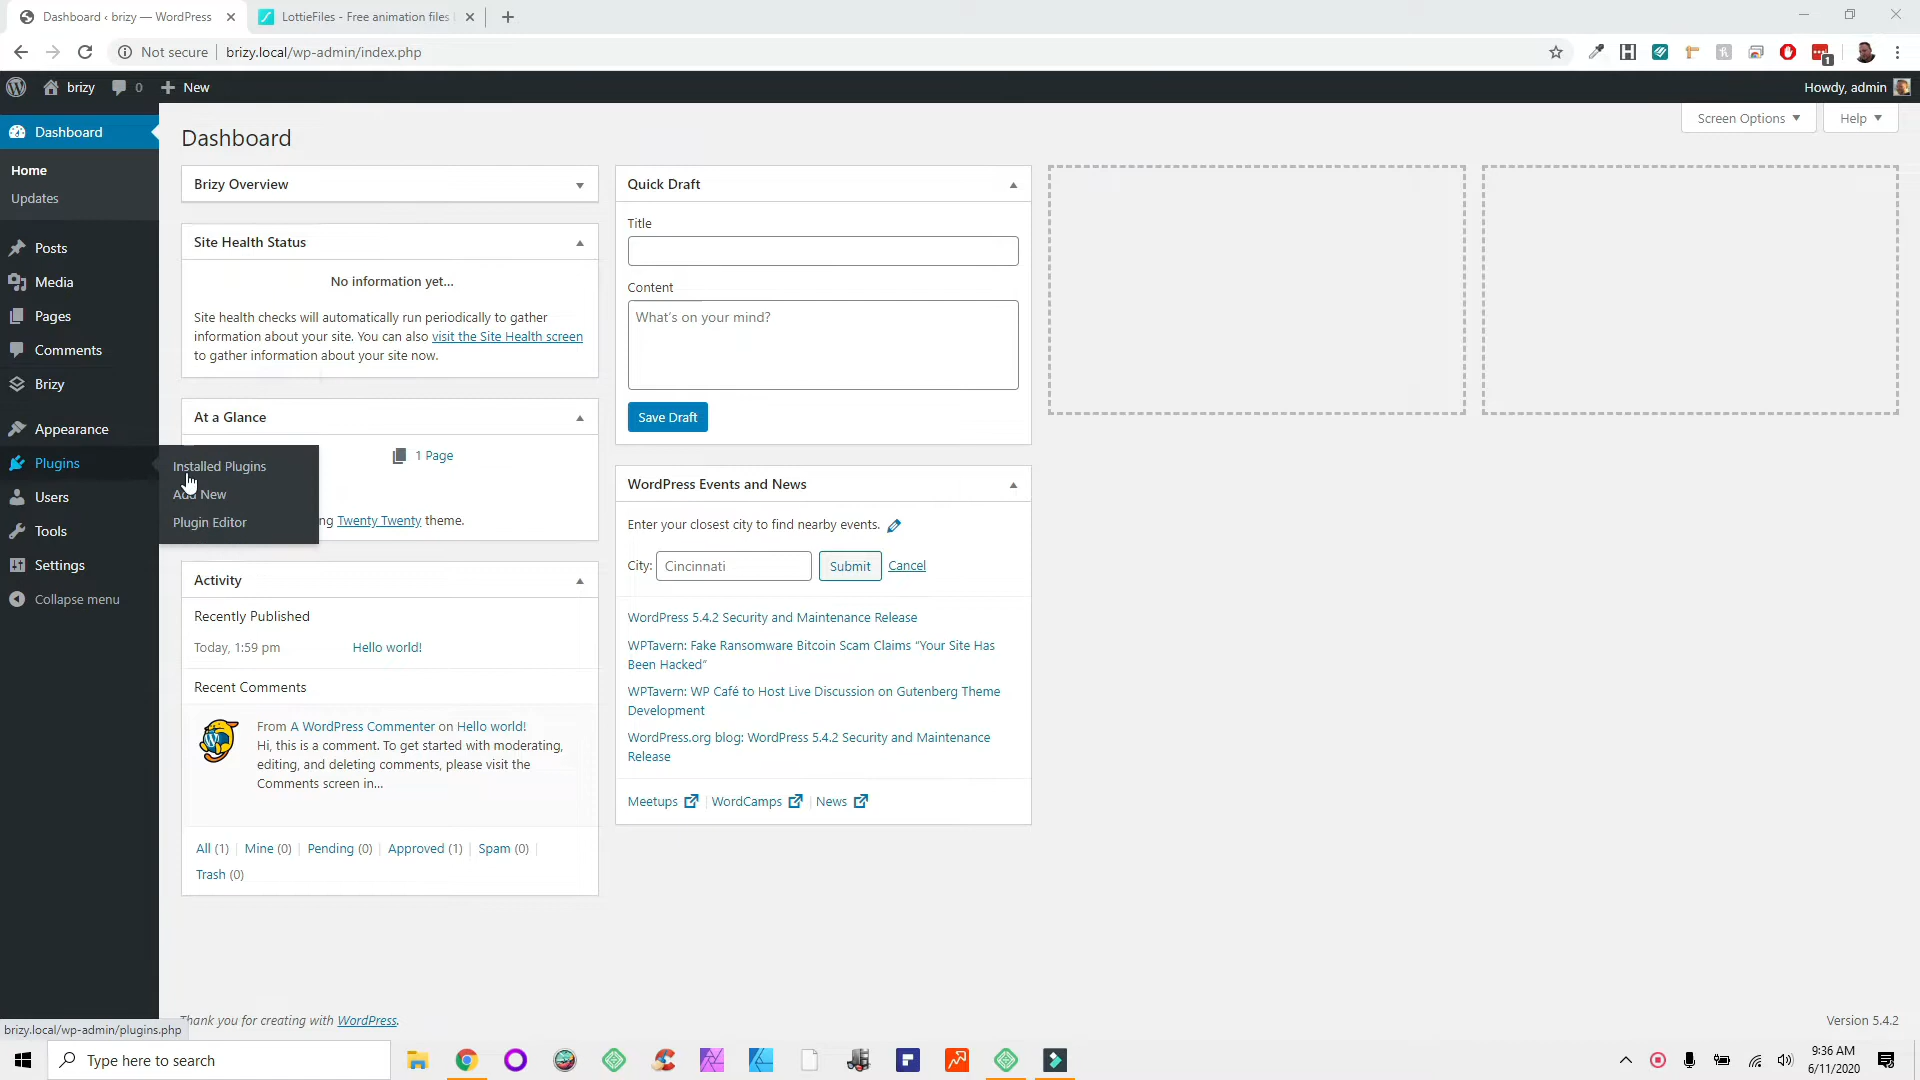 Dashboard ‹ brizy — WordPress
LottieFiles - Free animation files
Not secure
brizy.local/wp-admin/index.php
1
brizy
0
New
Howdy, admin
Dashboard
Home
Updates
Posts
Media
Pages
Comments
Brizy
Appearance
Plugins
Users
Tools
Settings
Collapse menu
Installed Plugins
Add New
Plugin Editor
Screen Options
Help
Dashboard
Brizy Overview
Site Health Status
No information yet...
Site health checks will automatically run periodically to gather
information about your site. You can also visit the Site Health screen
to gather information about your site now.
At a Glance
1 Page
ng Twenty Twenty theme.
Activity
Recently Published
Today, 1:59 pm Hello world!
Recent Comments
From A WordPress Commenter on Hello world!
Hi, this is a comment. To get started with moderating,
editing, and deleting comments, please visit the
Comments screen in...
All (1) | Mine (0) | Pending (0) | Approved (1) | Spam (0) |
Trash (0)
Quick Draft
Title
Content
What's on your mind?
Save Draft
WordPress Events and News
Enter your closest city to find nearby events.
City: Cincinnati Submit Cancel
WordPress 5.4.2 Security and Maintenance Release
WPTavern: Fake Ransomware Bitcoin Scam Claims “Your Site Has
Been Hacked”
WPTavern: WP Café to Host Live Discussion on Gutenberg Theme
Development
WordPress.org blog: WordPress 5.4.2 Security and Maintenance
Release
Meetups | WordCamps | News
Thank you for creating with WordPress.
Version 5.4.2
brizy.local/wp-admin/plugins.php
Type here to search
9:36 AM
6/11/2020